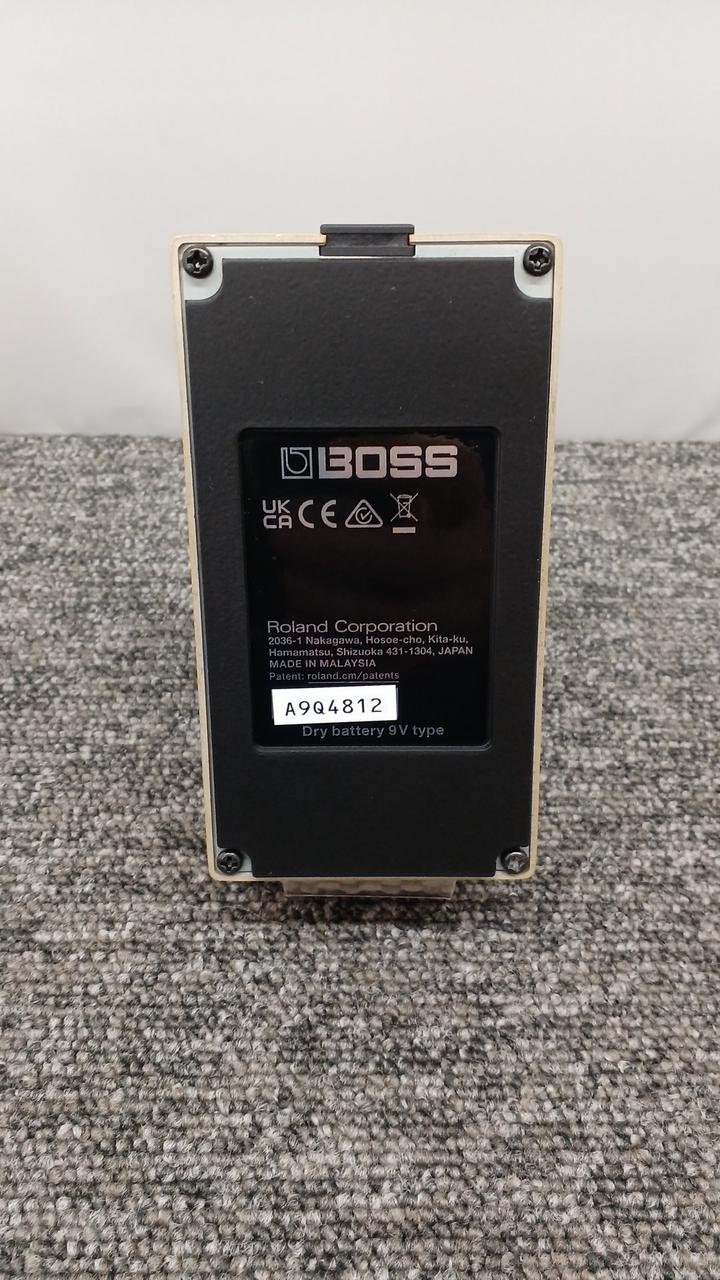 BOSS
UK
CA CE
Roland Corporation
2036-1 Nakagawa, Hosoe-cho, Kita-ku,
Hamamatsu, Shizuoka 431-1304, JAPAN
MADE IN MALAYSIA
Patent: roland.cm/patents
A9Q4812
Dry battery 9V type